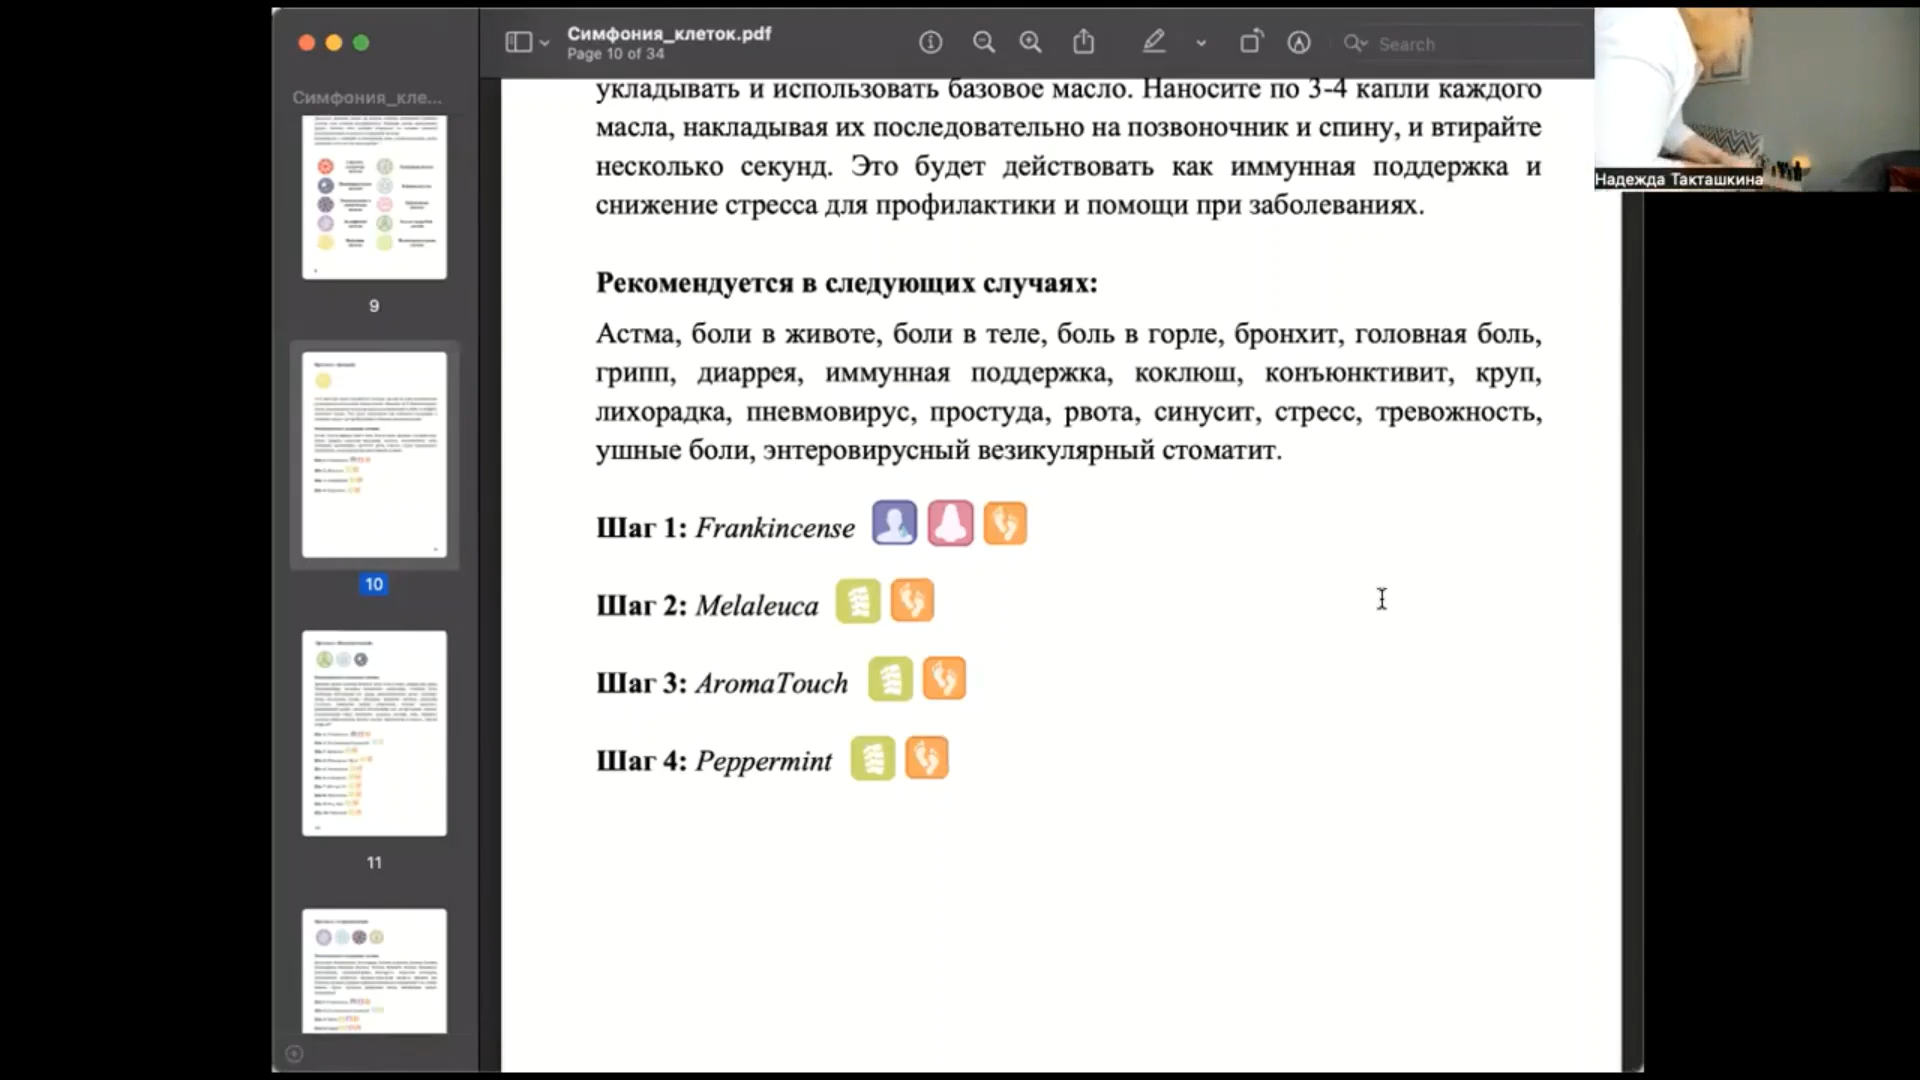 Симфония_клеток.pdf
Page 10 of 34
Search
Симфония_кле...
9
10
11
укладывать и использовать базовое масло. Наносите по 3-4 капли каждого
масла, накладывая их последовательно на позвоночник и спину, и втирайте
несколько секунд. Это будет действовать как иммунная поддержка и
снижение стресса для профилактики и помощи при заболеваниях.
Рекомендуется в следующих случаях:
Астма, боли в животе, боли в теле, боль в горле, бронхит, головная боль,
грипп, диаррея, иммунная поддержка, коклюш, конъюнктивит, круп,
лихорадка, пневмовирус, простуда, рвота, синусит, стресс, тревожность,
ушные боли, энтеровирусный везикулярный стоматит.
Шаг 1: Frankincense
Шаг 2: Melaleuca
Шаг 3: AromaTouch
Шаг 4: Peppermint
Надежда Такташкина